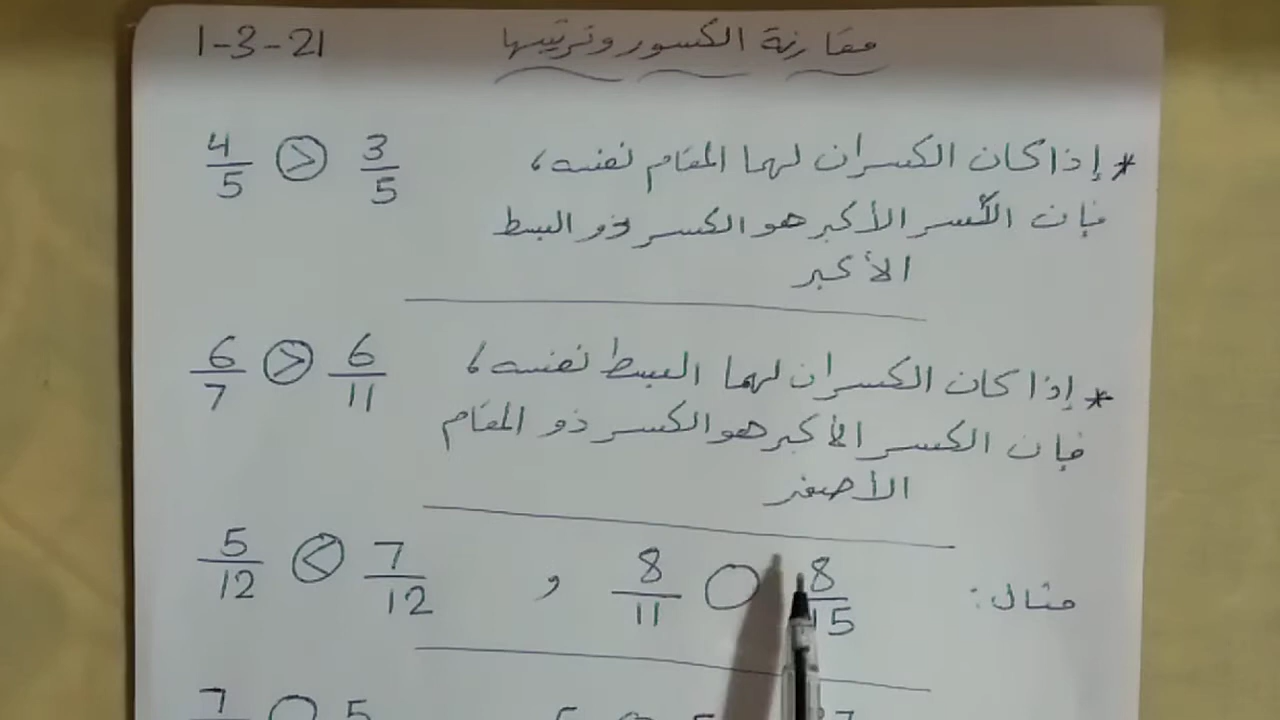 مقارنة الكسور وترتيبها 1-3-21
* إذا كان الكسران لهما المقام نفسه، 4/5 > 3/5
فإن الكسر الأكبر هو الكسر ذو البسط
الأكبر
* إذا كان الكسران لهما البسط نفسه، 6/7 > 6/11
فإن الكسر الأكبر هو الكسر ذو المقام
الأصغر
مثال: 8/11 ○ 8/15 , 5/12 < 7/12
7 ○ 5